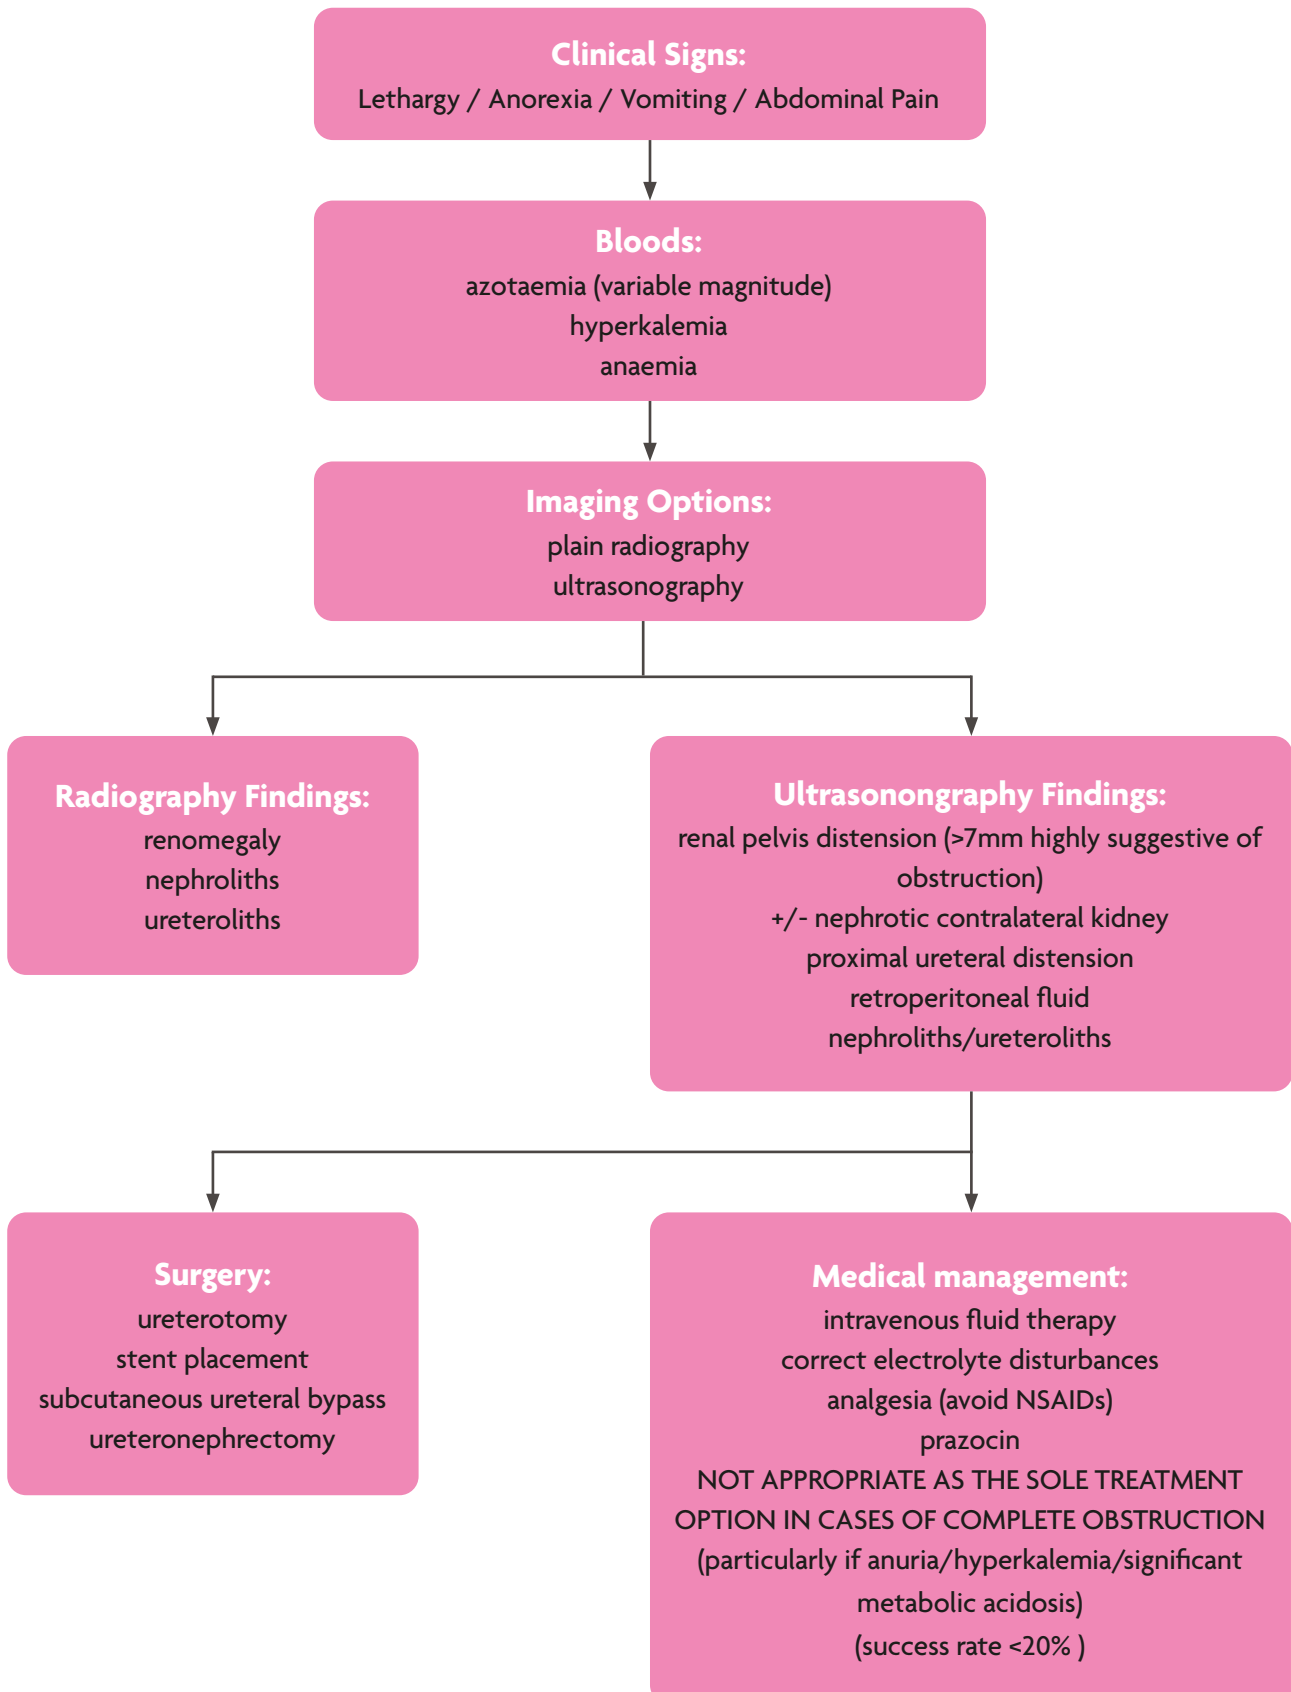 Clinical Signs:
Lethargy / Anorexia / Vomiting / Abdominal Pain
Bloods:
azotaemia (variable magnitude)
hyperkalemia
anaemia
Imaging Options:
plain radiography
ultrasonography
Radiography Findings:
renomegaly
nephroliths
ureteroliths
Ultrasonongraphy Findings:
renal pelvis distension (>7mm highly suggestive of
obstruction)
+/- nephrotic contralateral kidney
proximal ureteral distension
retroperitoneal fluid
nephroliths/ureteroliths
Surgery:
ureterotomy
stent placement
subcutaneous ureteral bypass
ureteronephrectomy
Medical management:
intravenous fluid therapy
correct electrolyte disturbances
analgesia (avoid NSAIDs)
prazocin
NOT APPROPRIATE AS THE SOLE TREATMENT
OPTION IN CASES OF COMPLETE OBSTRUCTION
(particularly if anuria/hyperkalemia/significant
metabolic acidosis)
(success rate <20% )